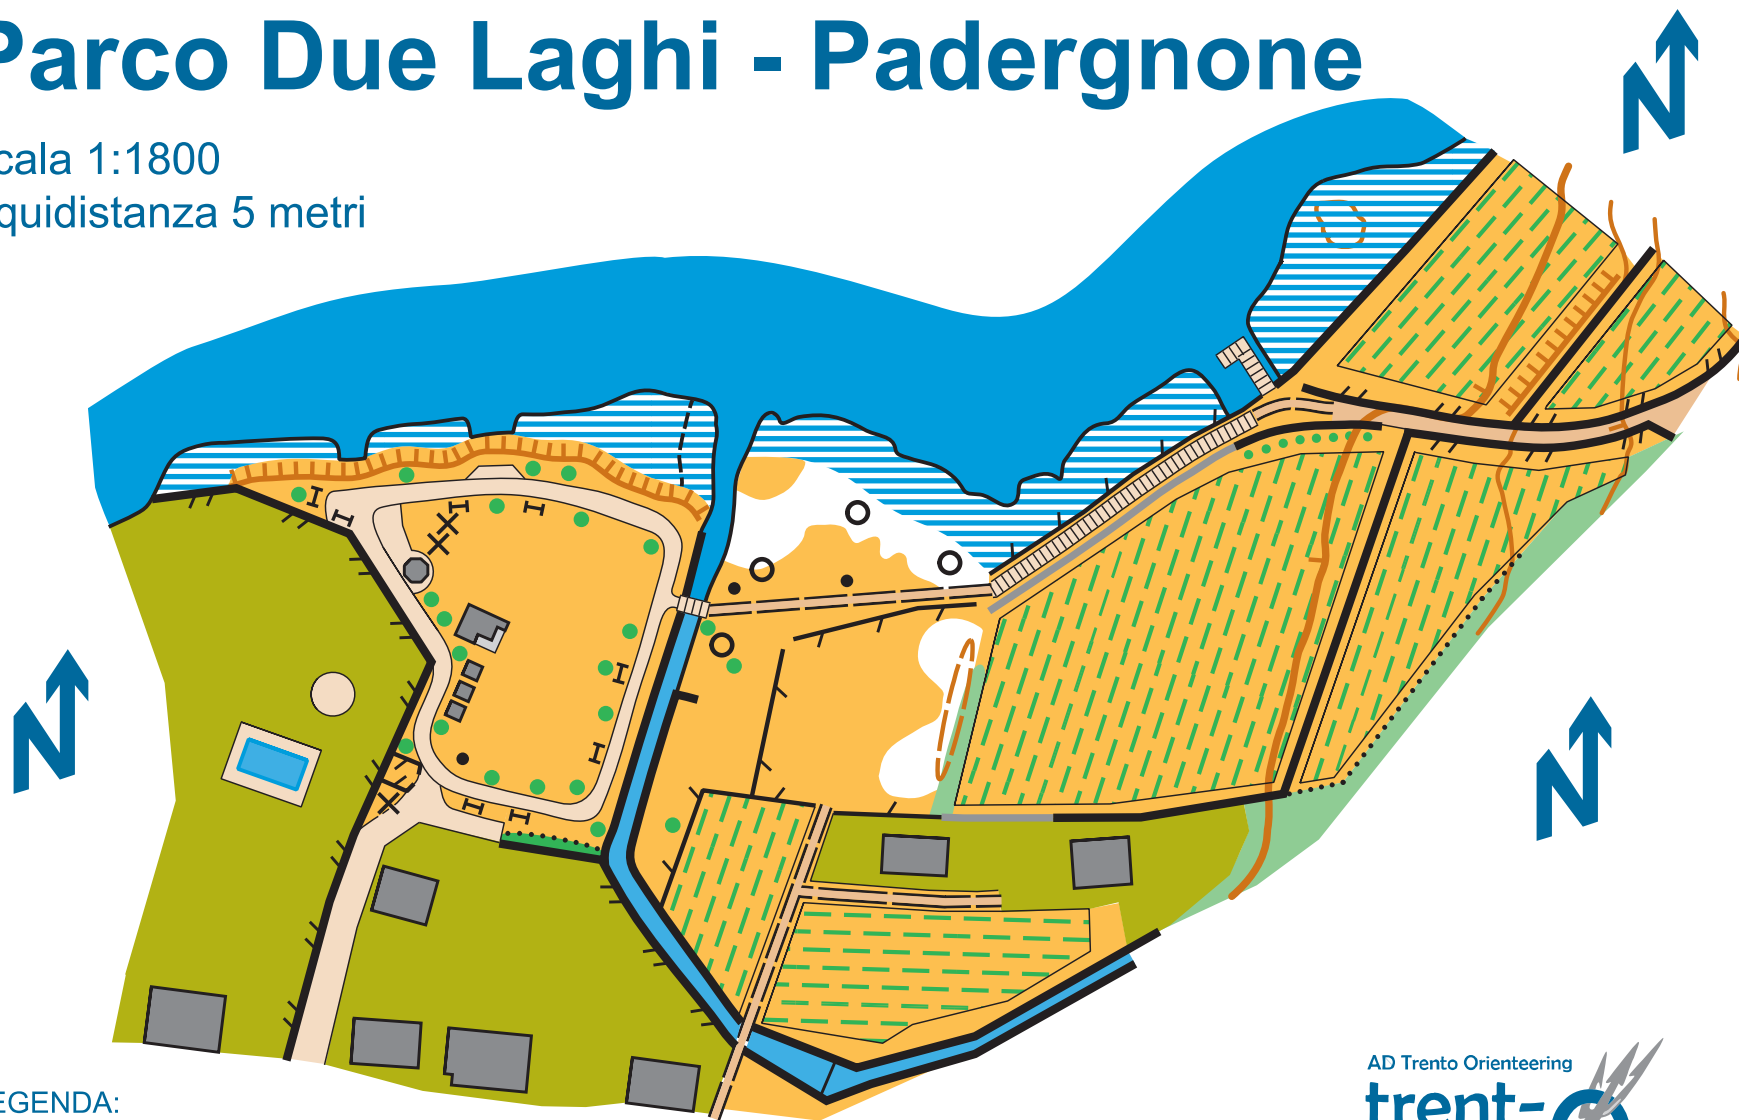 Parco Due Laghi - Padergnone
cala 1:1800
quidistanza 5 metri
N
N
N
EGENDA:
AD Trento Orienteering
trent-O